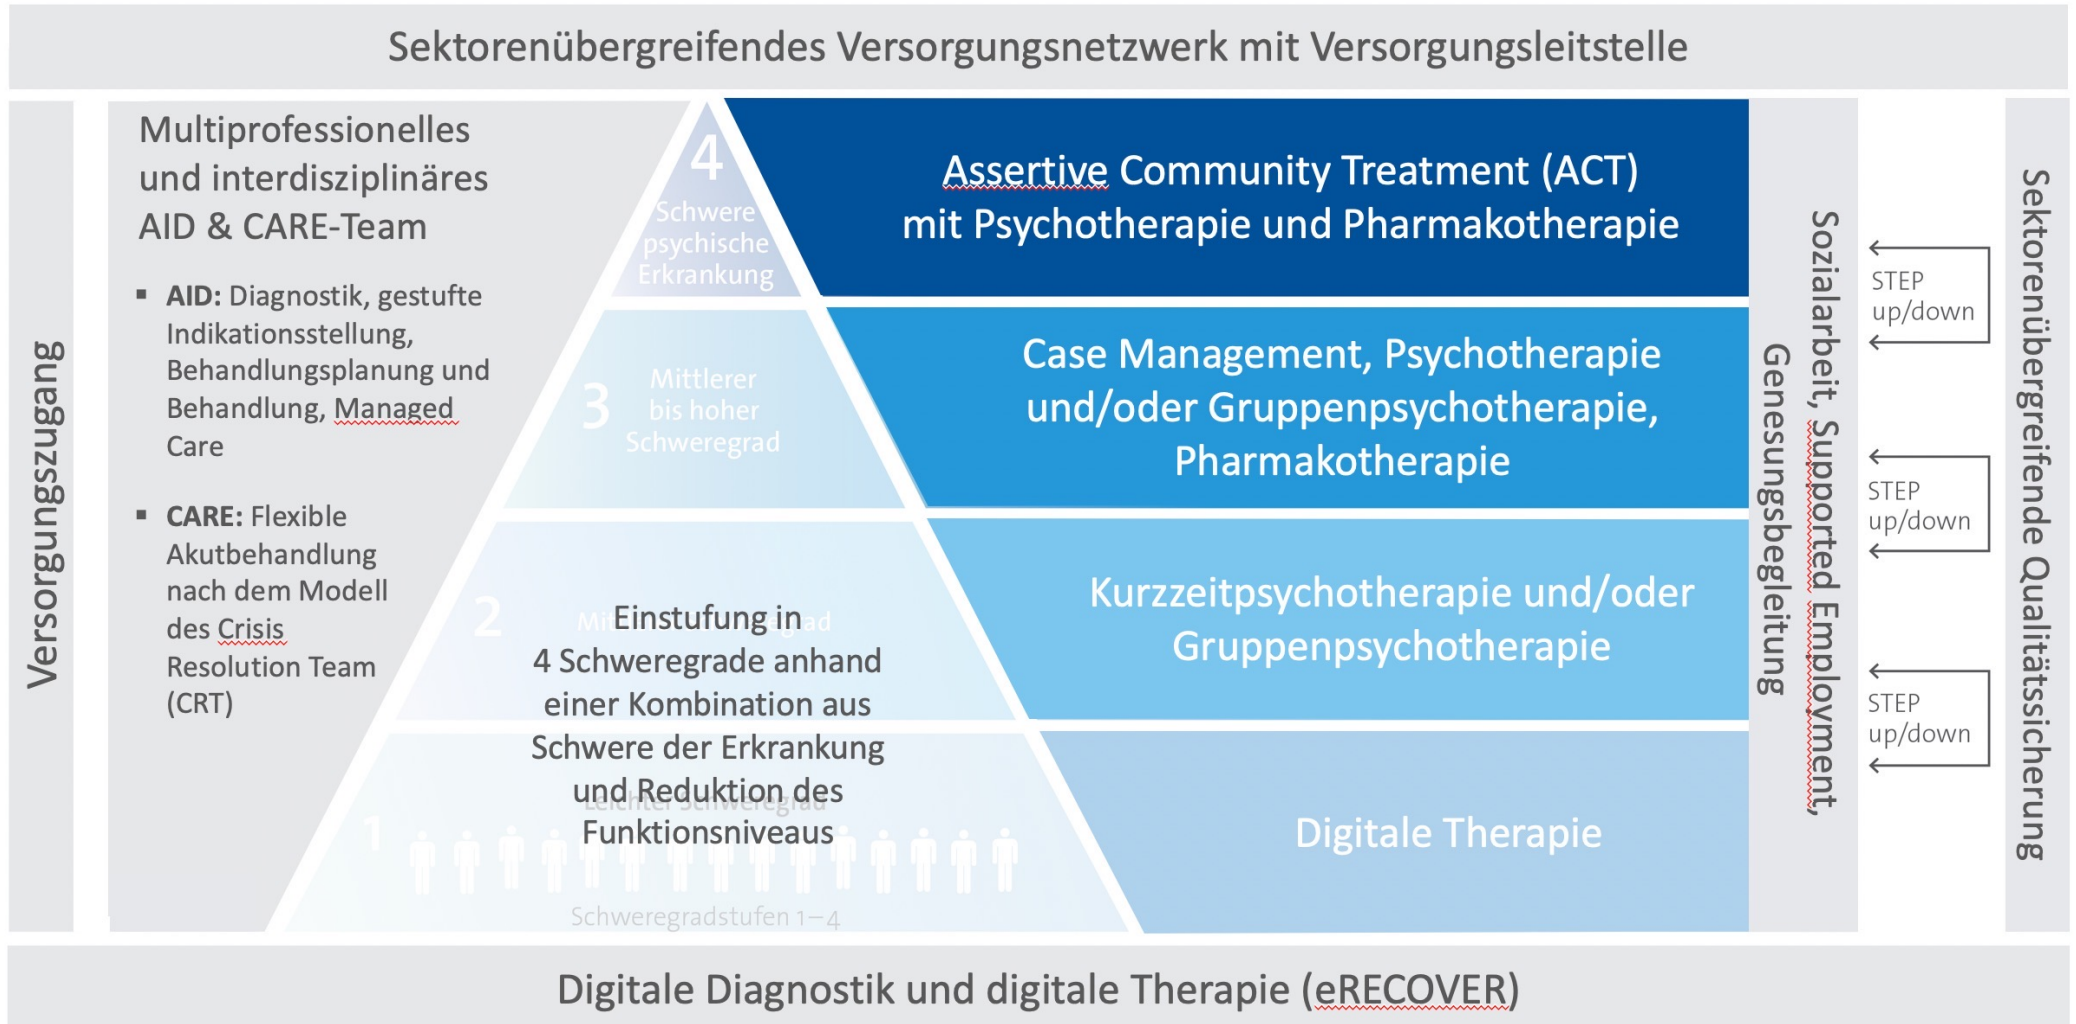 Sektorenübergreifendes Versorgungsnetzwerk mit Versorgungsleitstelle
Versorgungszugang
Multiprofessionelles
und interdisziplinäres
AID & CARE-Team
▪ AID: Diagnostik, gestufte
Indikationsstellung,
Behandlungsplanung und
Behandlung, Managed
Care
▪ CARE: Flexible
Akutbehandlung
nach dem Modell
des Crisis
Resolution Team
(CRT)
4
Schwere
psychische
Erkrankung
3
Mittlerer
bis hoher
Schweregrad
2
1
Leichter Schweregrad
Schweregradstufen 1–4
Einstufung in
4 Schweregrade anhand
einer Kombination aus
Schwere der Erkrankung
und Reduktion des
Funktionsniveaus
Assertive Community Treatment (ACT)
mit Psychotherapie und Pharmakotherapie
Case Management, Psychotherapie
und/oder Gruppenpsychotherapie,
Pharmakotherapie
Kurzzeitpsychotherapie und/oder
Gruppenpsychotherapie
Digitale Therapie
Sozialarbeit, Supported Employment,
Genesungsbegleitung
STEP
up/down
STEP
up/down
STEP
up/down
Sektorenübergreifende Qualitätssicherung
Digitale Diagnostik und digitale Therapie (eRECOVER)